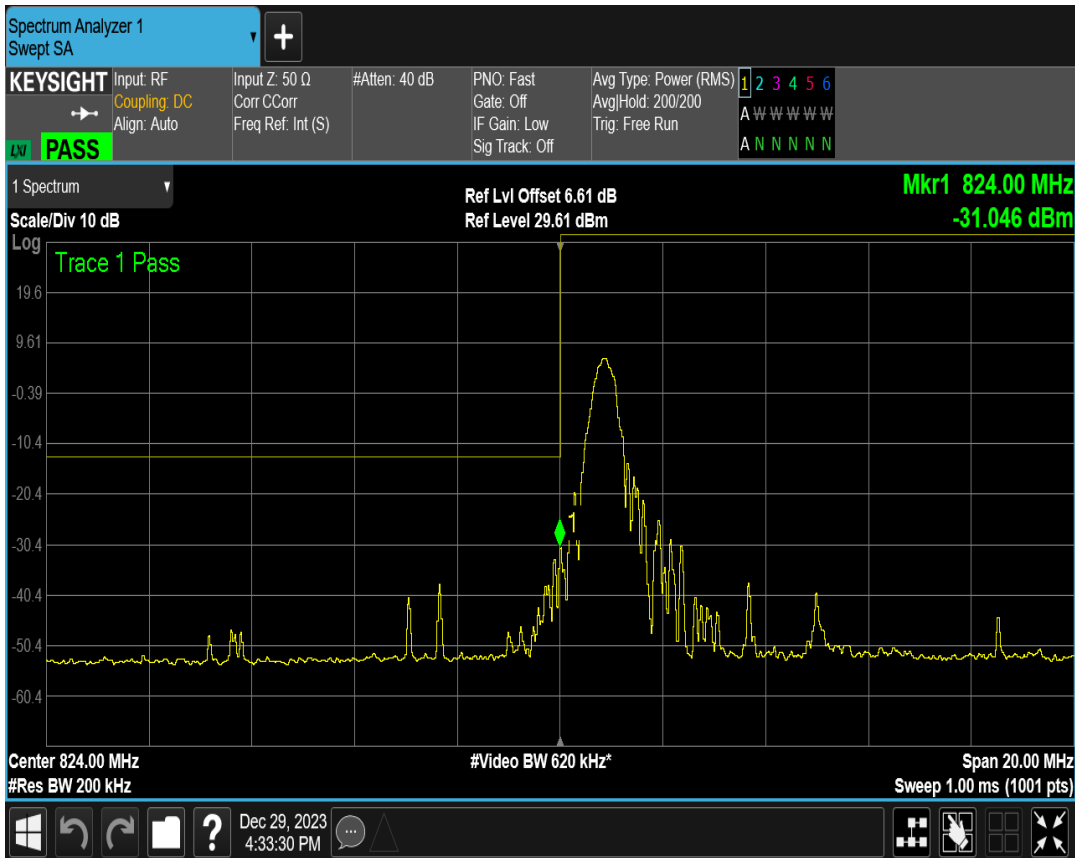 Spectrum Analyzer 1
Swept SA
+
KEYSIGHT
LXI PASS
Input: RF
Coupling: DC
Align: Auto
Input Z: 50 Ω
Corr CCorr
Freq Ref: Int (S)
#Atten: 40 dB
PNO: Fast
Gate: Off
IF Gain: Low
Sig Track: Off
Avg Type: Power (RMS)
Avg|Hold: 200/200
Trig: Free Run
1 2 3 4 5 6
A W W W W W
A N N N N N
1 Spectrum
Scale/Div 10 dB
Ref Lvl Offset 6.61 dB
Ref Level 29.61 dBm
Mkr1 824.00 MHz
-31.046 dBm
Log
Trace 1 Pass
19.6
9.61
-0.39
-10.4
-20.4
-30.4
-40.4
-50.4
-60.4
1
Center 824.00 MHz
#Res BW 200 kHz
#Video BW 620 kHz*
Span 20.00 MHz
Sweep 1.00 ms (1001 pts)
?
Dec 29, 2023
4:33:30 PM